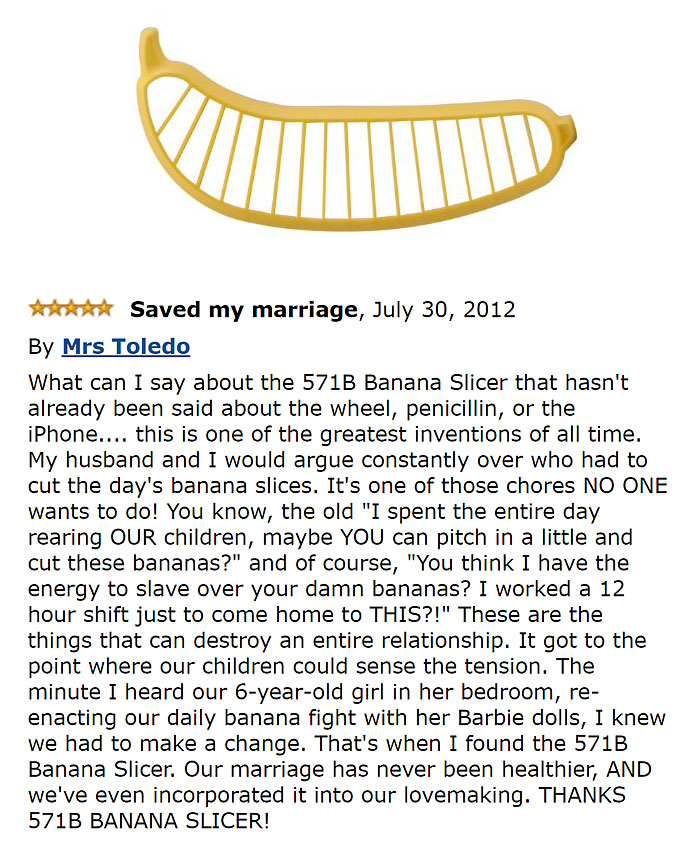 Saved my marriage, July 30, 2012
By Mrs Toledo
What can I say about the 571B Banana Slicer that hasn't
already been said about the wheel, penicillin, or the
iPhone.... this is one of the greatest inventions of all time.
My husband and I would argue constantly over who had to
cut the day's banana slices. It's one of those chores NO ONE
wants to do! You know, the old "I spent the entire day
rearing OUR children, maybe YOU can pitch in a little and
cut these bananas?" and of course, "You think I have the
energy to slave over your damn bananas? I worked a 12
hour shift just to come home to THIS?!" These are the
things that can destroy an entire relationship. It got to the
point where our children could sense the tension. The
minute I heard our 6-year-old girl in her bedroom, re-
enacting our daily banana fight with her Barbie dolls, I knew
we had to make a change. That's when I found the 571B
Banana Slicer. Our marriage has never been healthier, AND
we've even incorporated it into our lovemaking. THANKS
571B BANANA SLICER!